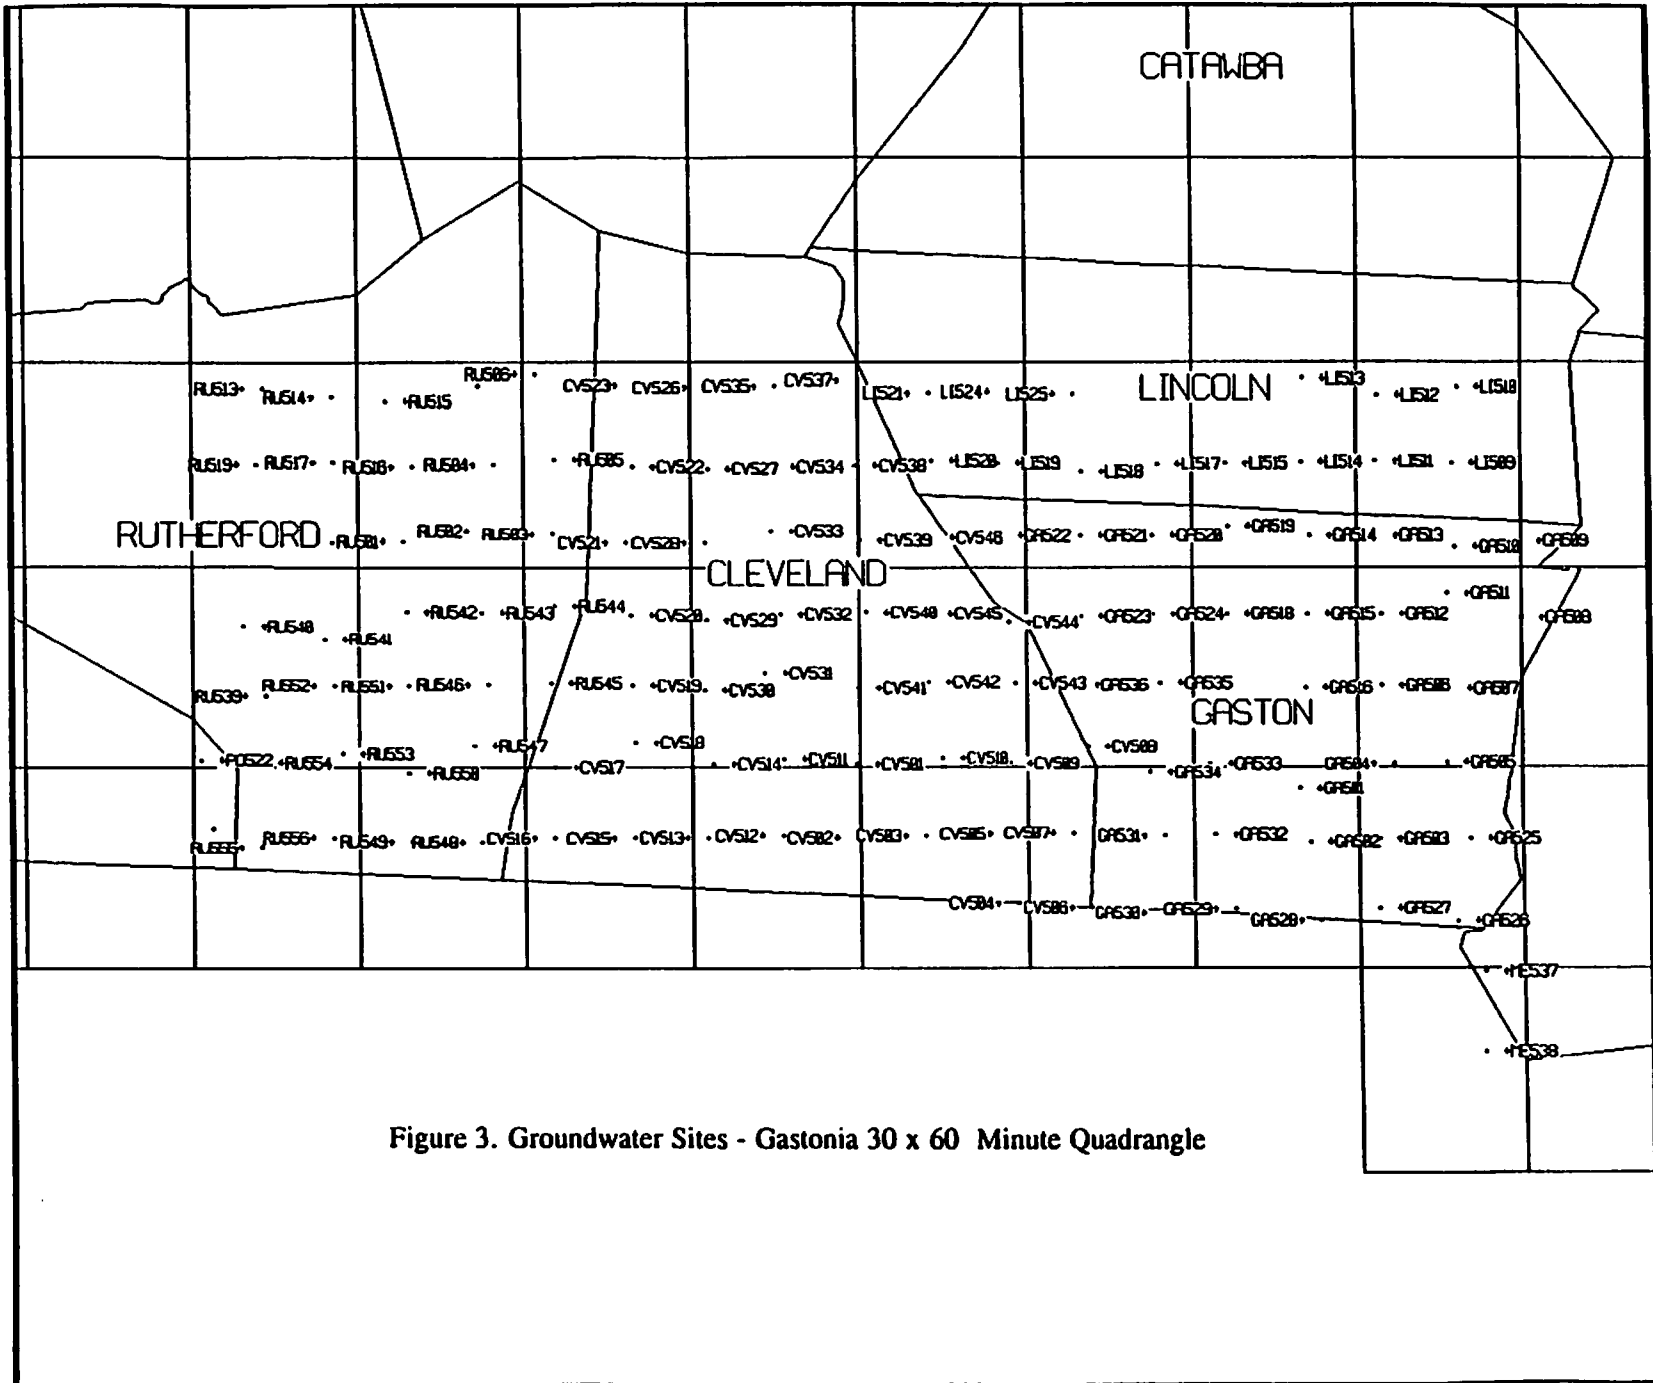 CATAWBA
RU506 CV523 CV526 CV535 CV537 LINCOLN LI513
RU513 RU514 RU515 LI521 LI524 LI525 LI512 LI510
RU519 RU517 RU516 RU504 RU505 CV522 CV527 CV534 CV538 LI520 LI519 LI518 LI517 LI515 LI514 LI511 LI509
RUTHERFORD RU501 RU502 RU503 CV521 CV528 CV533 CV539 CV546 GA522 GA521 GA520 GA519 GA514 GA513 GA510 GA509
CLEVELAND
RU540 RU541 RU542 RU543 RU544 CV520 CV529 CV532 CV540 CV545 CV544 GA523 GA524 GA518 GA515 GA512 GA511 GA508
RU539 RU552 RU551 RU546 RU545 CV519 CV530 CV531 CV541 CV542 CV543 GA536 GA535 GA516 GA506 GA507
GASTON
PO522 RU554 RU553 RU550 RU547 CV517 CV518 CV514 CV511 CV501 CV510 CV509 CV508 GA534 GA533 GA504 GA505
GA501
RU555 RU556 RU549 RU548 CV516 CV515 CV513 CV512 CV502 CV503 CV505 CV507 GA531 GA532 GA502 GA503 GA525
CV504 CV506 GA530 GA529 GA528 GA527 GA526
ME537
ME538
Figure 3. Groundwater Sites - Gastonia 30 x 60 Minute Quadrangle